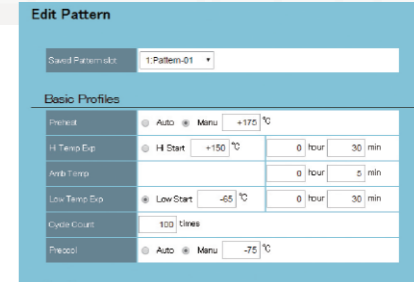 Edit Pattern
Saved Pattern slot 1:Pattern-01
Basic Profiles
Preheat Auto Manu +175 °C
Hi Temp Exp Hi Start +150 °C 0 hour 30 min
Amb Temp 0 hour 5 min
Low Temp Exp Low Start -65 °C 0 hour 30 min
Cycle Count 100 times
Precool Auto Manu -75 °C